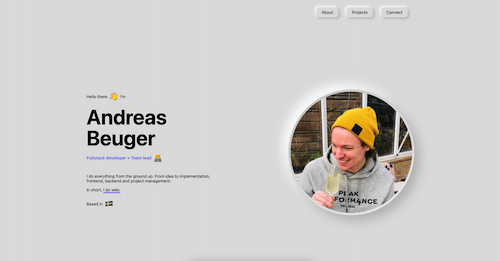 About Projects Connect
Hello there 👋 I'm
Andreas
Beuger
Fullstack developer + Team lead
I do everything from the ground up. From idea to implementation,
frontend, backend and project management.
In short, I do web.
Based in
PEAK
PERFORMANCE